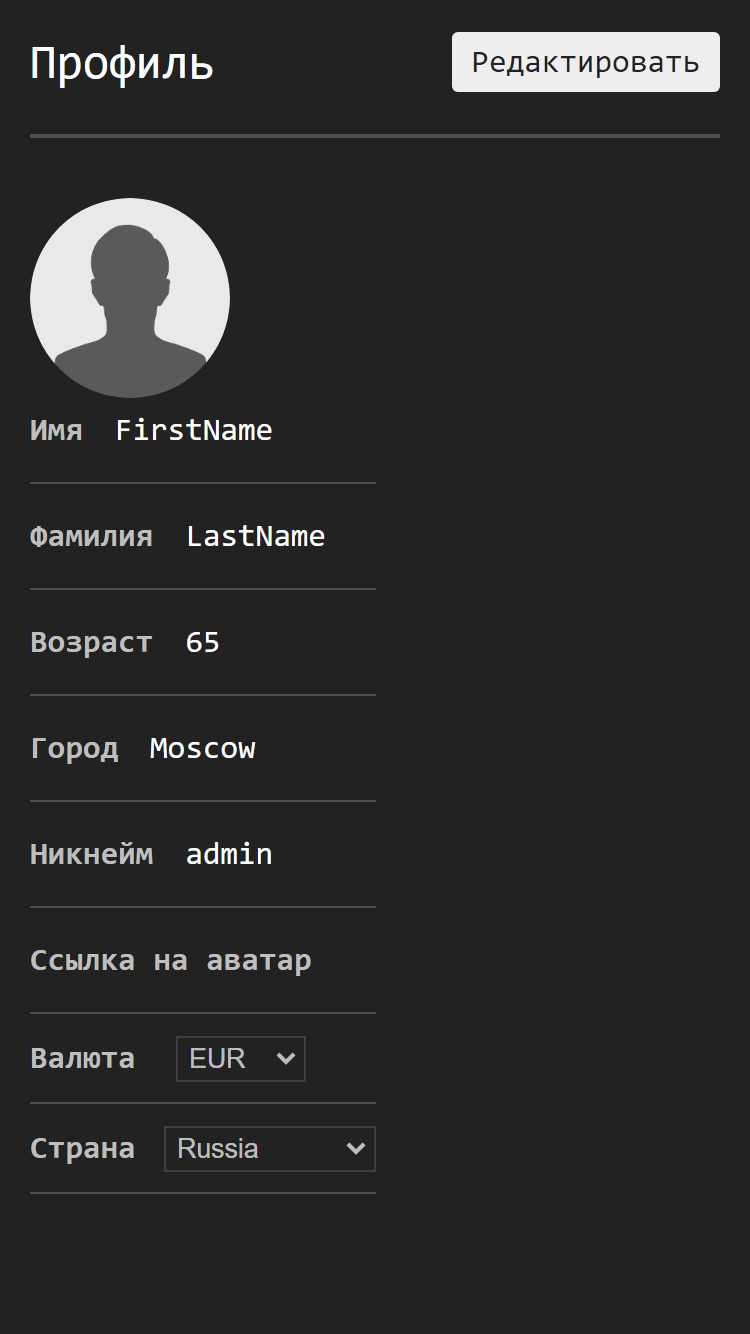 Профиль Редактировать
Имя FirstName
Фамилия LastName
Возраст 65
Город Moscow
Никнейм admin
Ссылка на аватар
Валюта EUR
Страна Russia